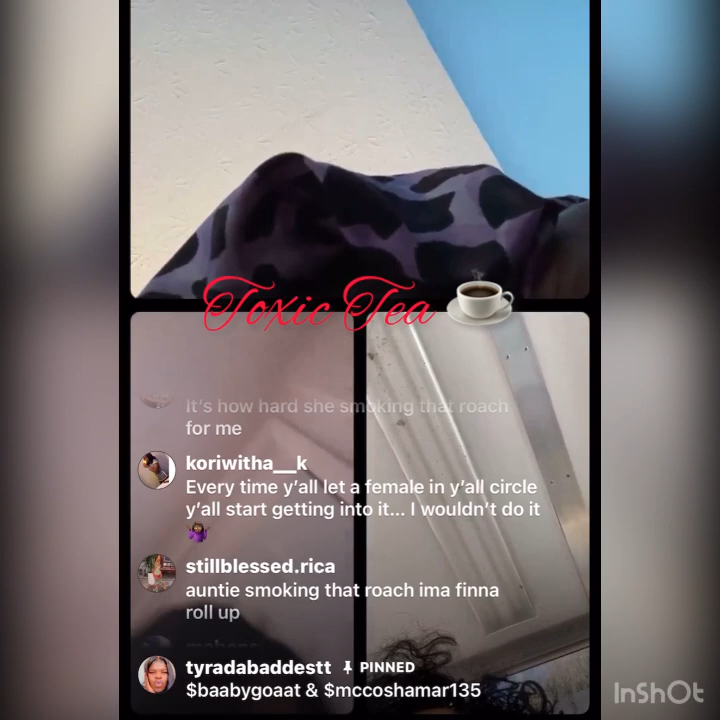 Toxic Tea
It's how hard she smoking that roach
for me
koriwitha__k
Every time y'all let a female in y'all circle
y'all start getting into it... I wouldn't do it
🤷🏾‍♀️
stillblessed.rica
auntie smoking that roach ima finna
roll up
tyradabaddestt PINNED
$baabygoaat & $mccoshamar135
InShOt